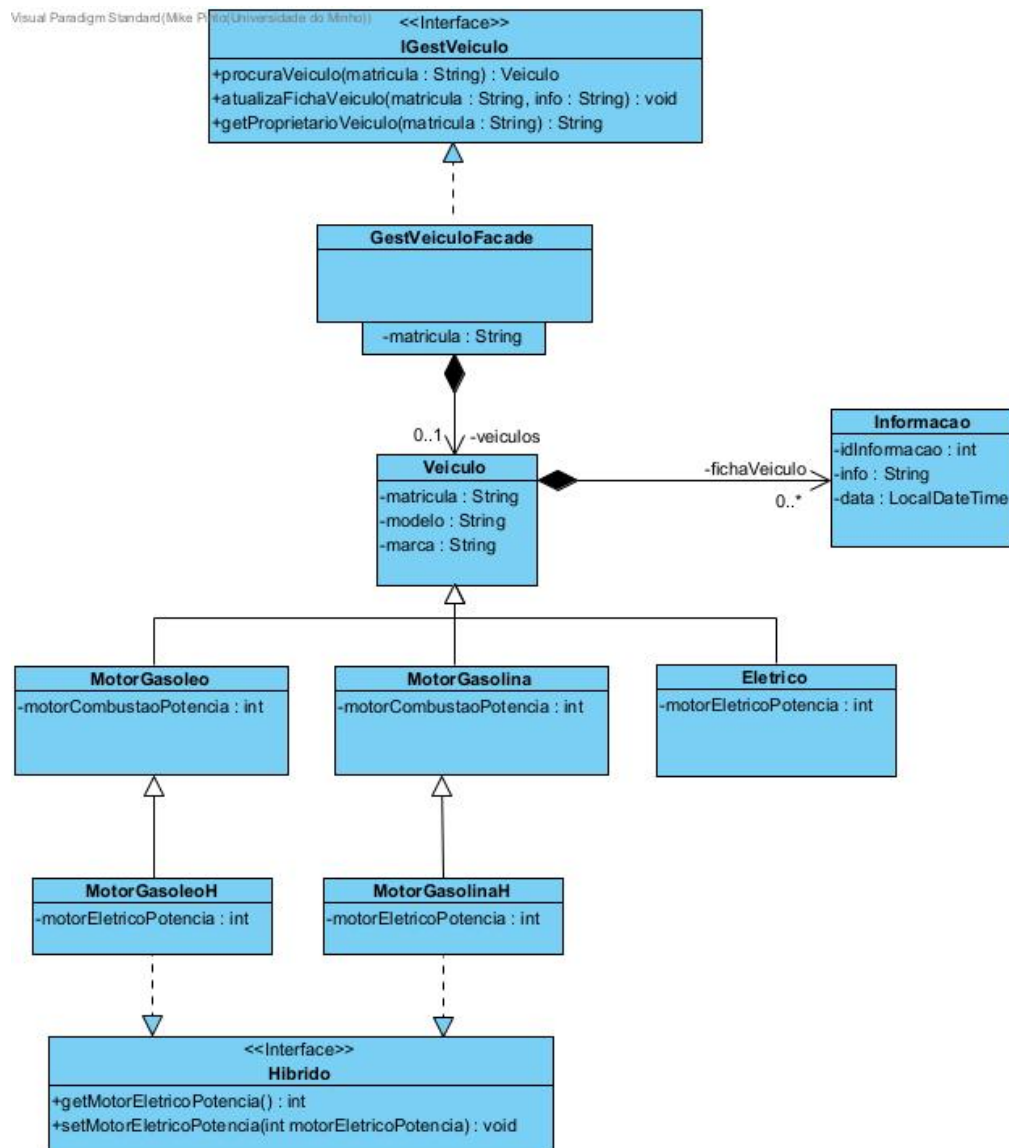 Visual Paradigm Standard(Mike Pinto(Universidade do Minho))
<<Interface>>
IGestVeiculo
+procuraVeiculo(matricula : String) : Veiculo
+atualizaFichaVeiculo(matricula : String, info : String) : void
+getProprietarioVeiculo(matricula : String) : String
GestVeiculoFacade
-matricula : String
0..1 -veiculos
Veiculo
-matricula : String
-modelo : String
-marca : String
-fichaVeiculo
0..*
Informacao
-idInformacao : int
-info : String
-data : LocalDateTime
MotorGasoleo
-motorCombustaoPotencia : int
MotorGasolina
-motorCombustaoPotencia : int
Eletrico
-motorEletricoPotencia : int
MotorGasoleoH
-motorEletricoPotencia : int
MotorGasolinaH
-motorEletricoPotencia : int
<<Interface>>
Hibrido
+getMotorEletricoPotencia() : int
+setMotorEletricoPotencia(int motorEletricoPotencia) : void